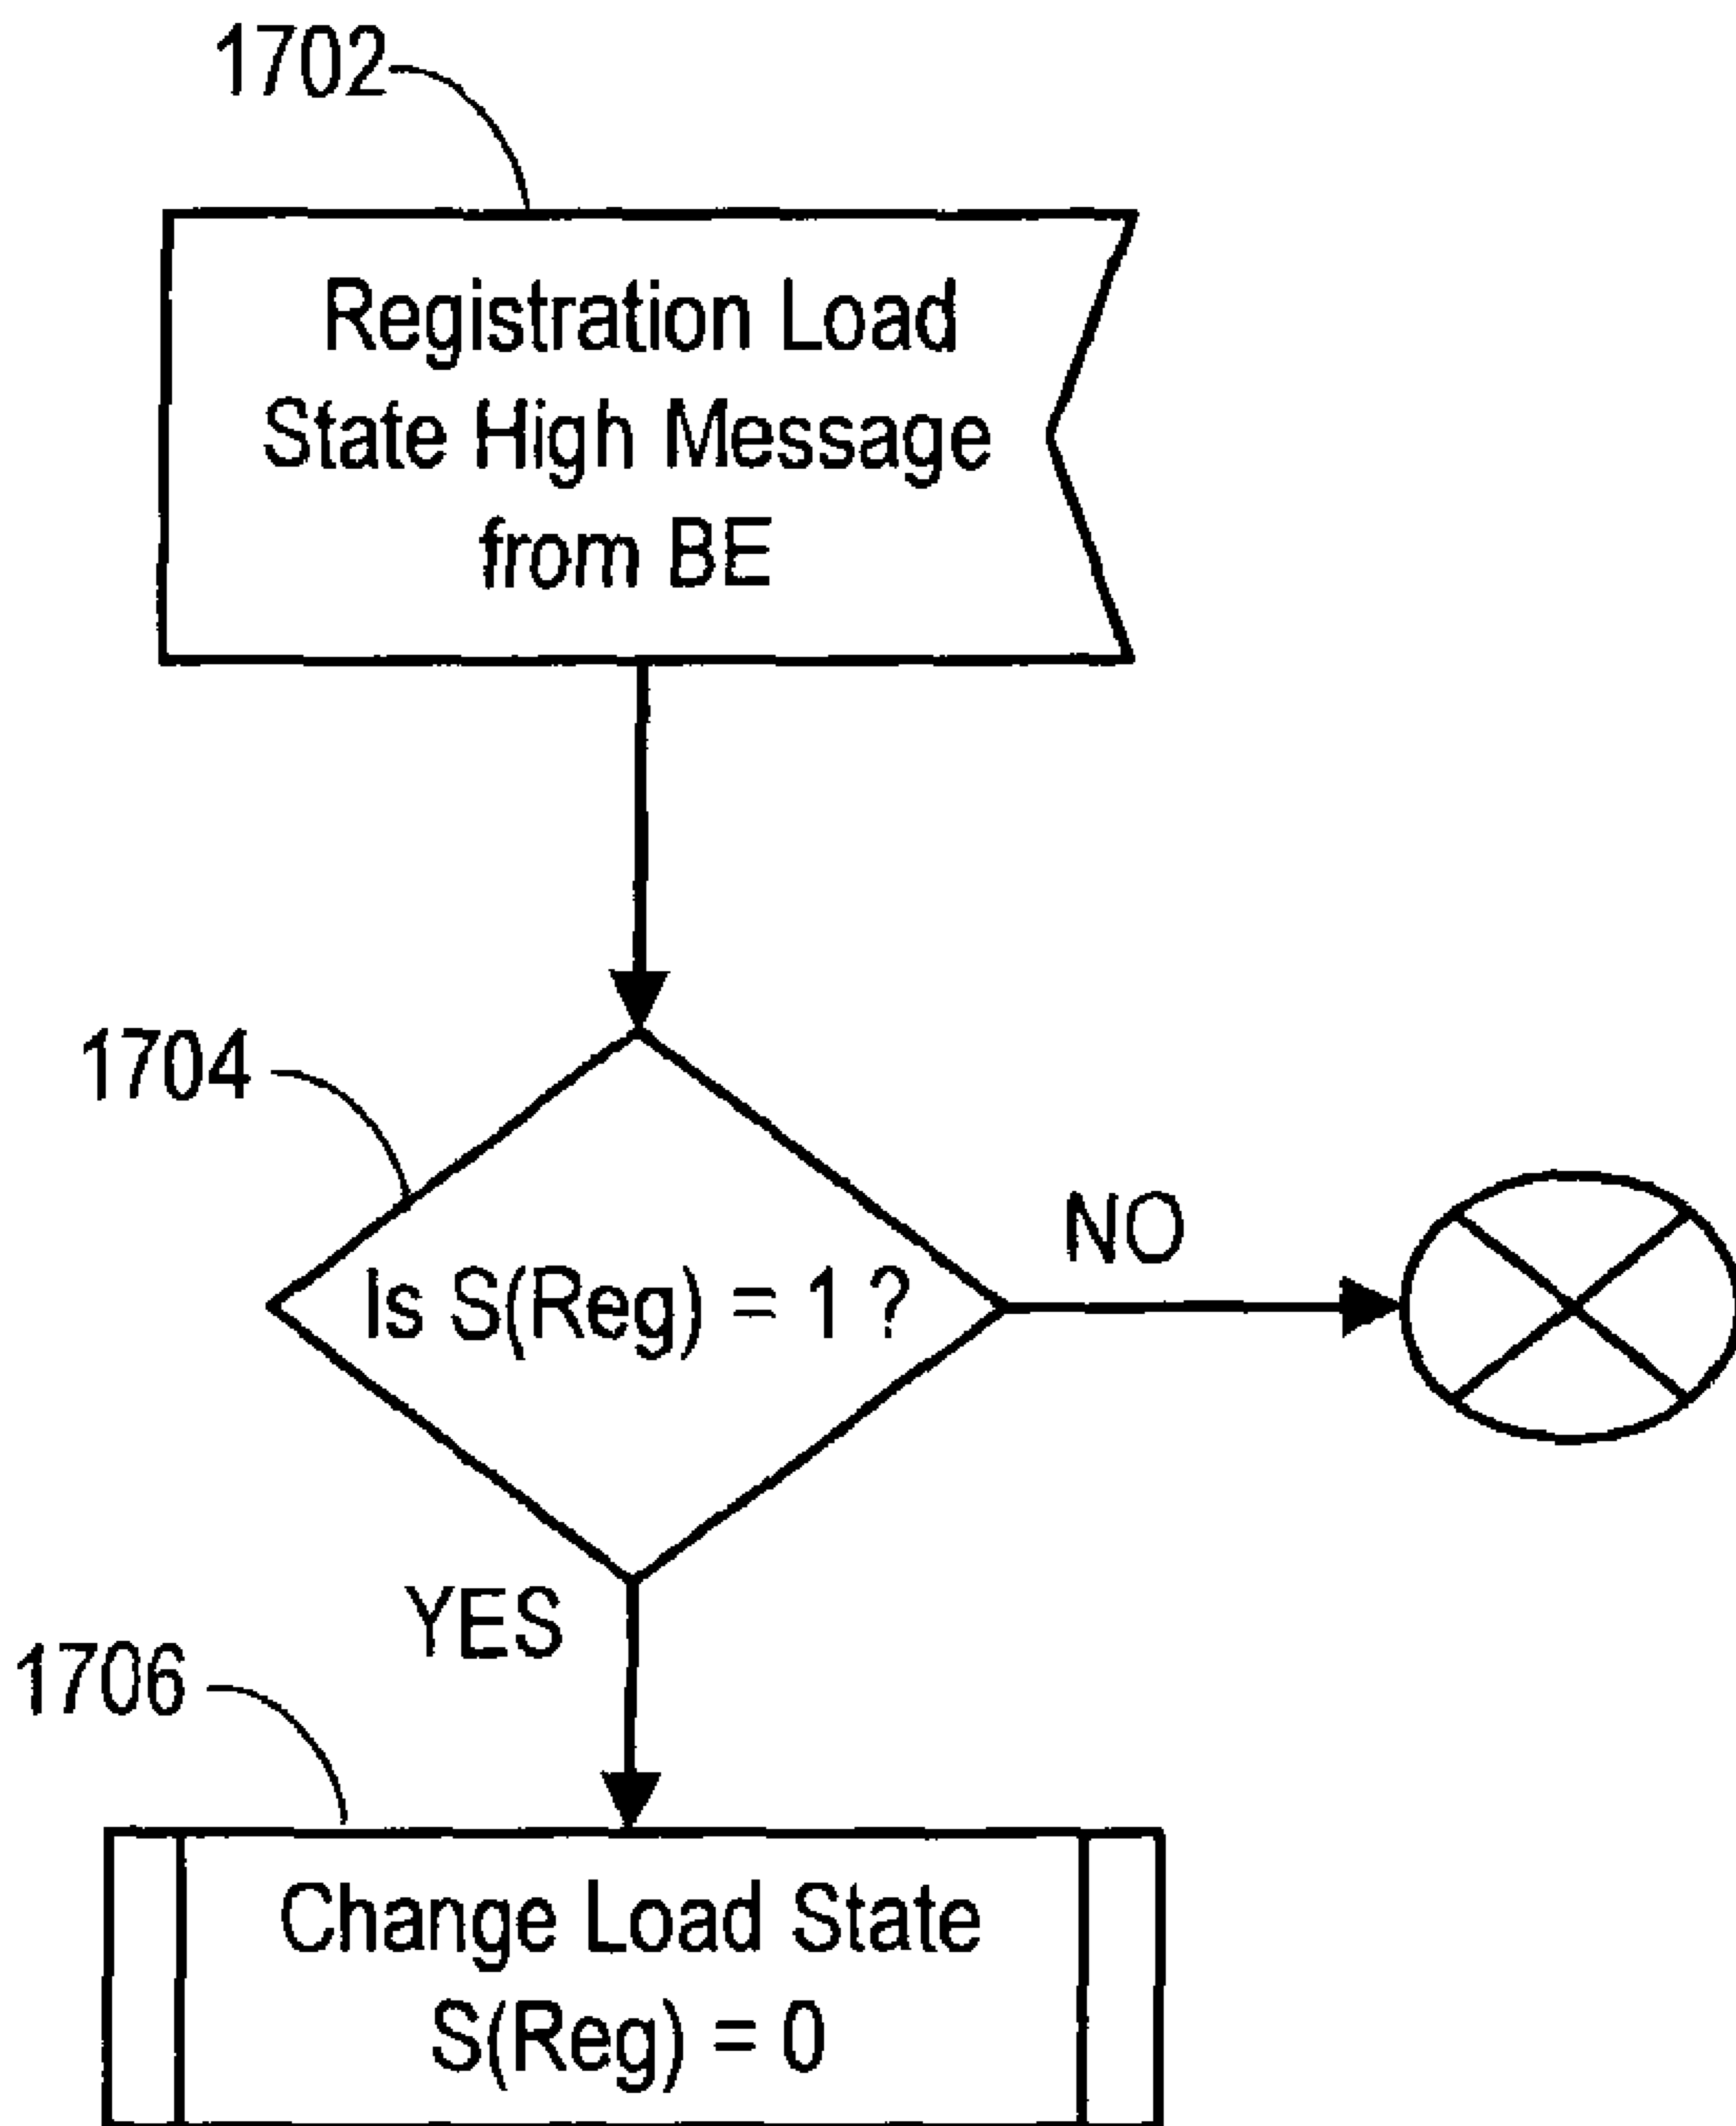 1702
Registration Load
State High Message
from BE
1704
Is S(Reg) = 1 ?
NO
YES
1706
Change Load State
S(Reg) = 0